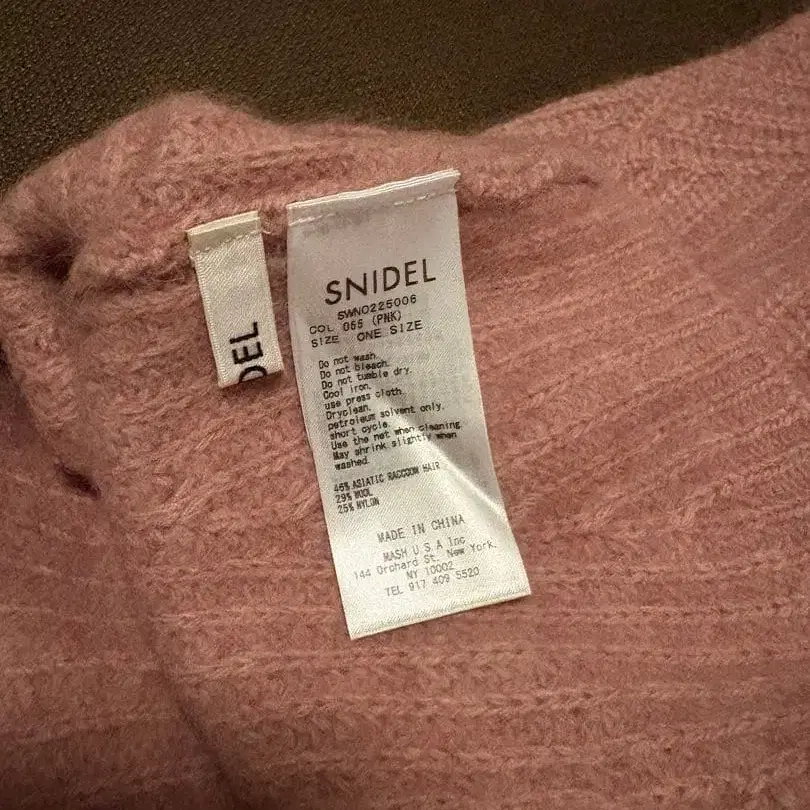 DEL
SNIDEL
SWNO225006
COL 055 (PNK)
SIZE ONE SIZE
Do not wash.
Do not bleach.
Do not tumble dry.
Cool iron.
use press cloth.
Dryclean.
petroleum solvent only.
short cycle.
Use the net when cleaning.
May shrink slightly when
washed.
46% ASIATIC RACCOON HAIR
29% WOOL
25% NYLON
MADE IN CHINA
MASH U S A Inc
144 Orchard St. New York.
NY 10002
TEL 917 409 5520